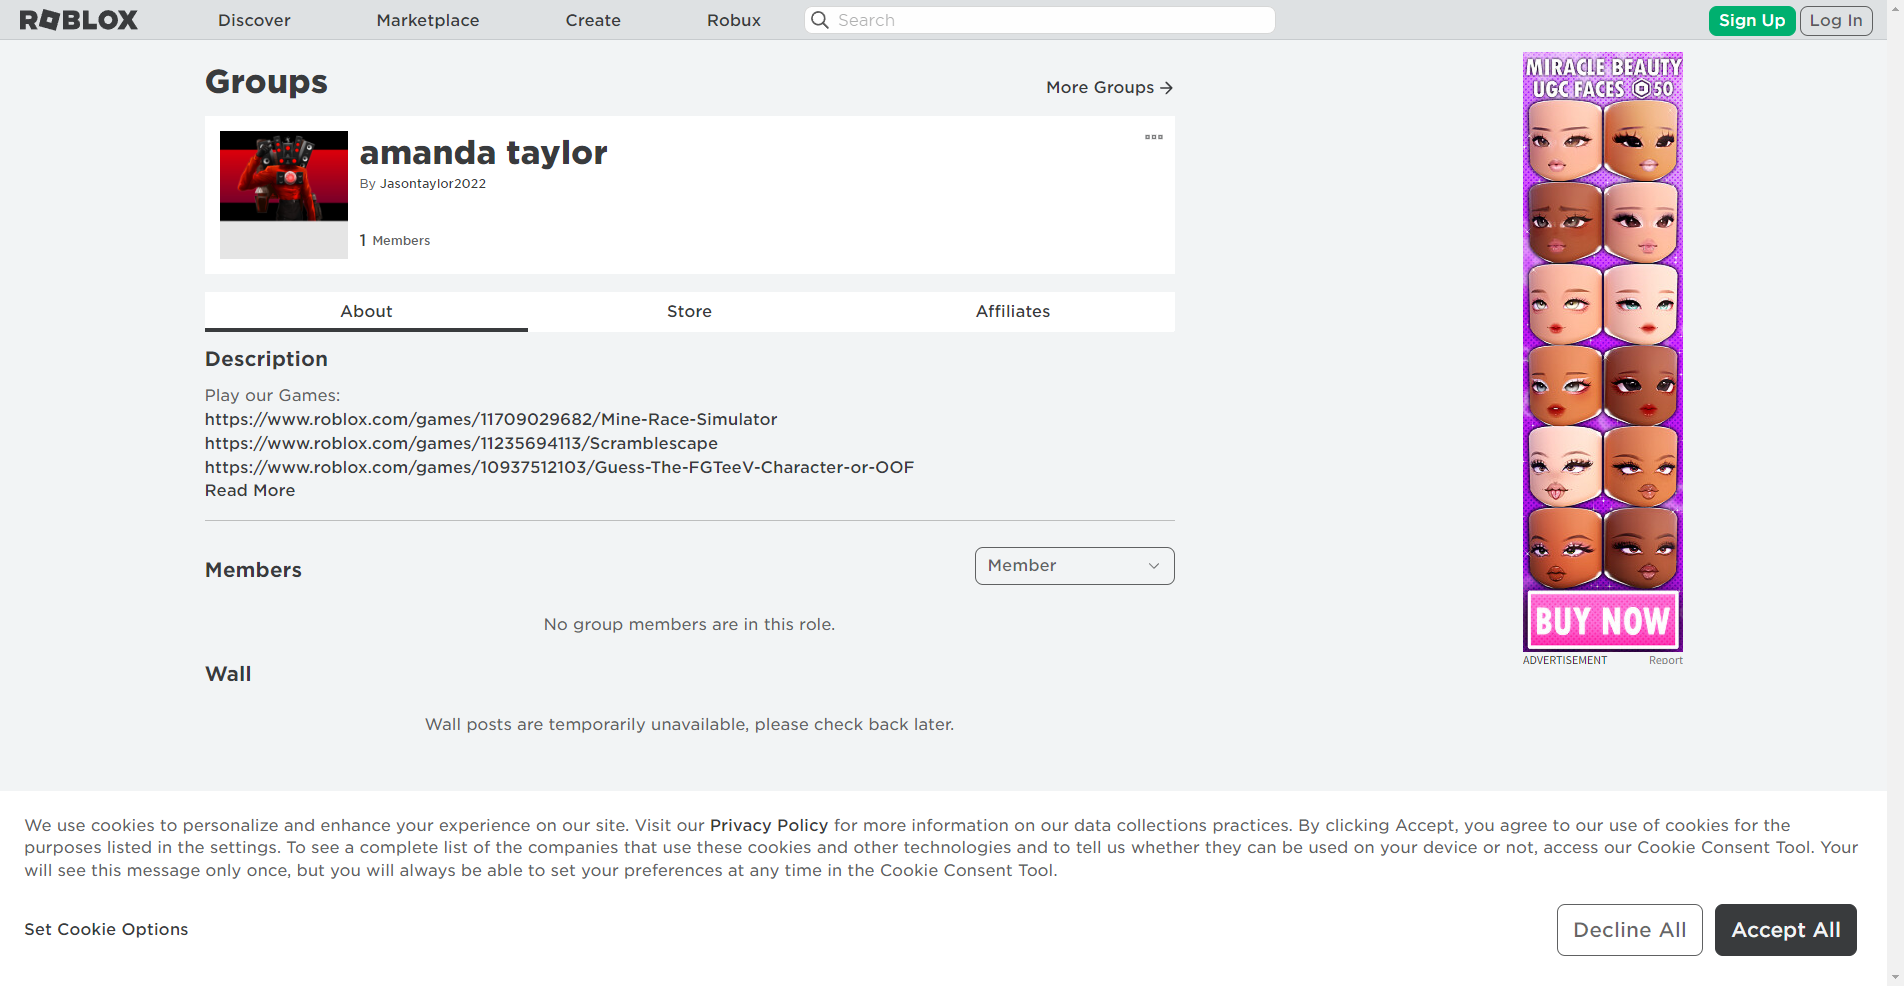 ROBLOX
Discover
Marketplace
Create
Robux
Search
Sign Up
Log In
Groups
More Groups →
amanda taylor
By Jasontaylor2022
1 Members
About
Store
Affiliates
Description
Play our Games:
https://www.roblox.com/games/11709029682/Mine-Race-Simulator
https://www.roblox.com/games/11235694113/Scramblescape
https://www.roblox.com/games/10937512103/Guess-The-FGTeeV-Character-or-OOF
Read More
Members
Member
No group members are in this role.
Wall
Wall posts are temporarily unavailable, please check back later.
MIRACLE BEAUTY
UGC FACES 50
BUY NOW
ADVERTISEMENT
Report
We use cookies to personalize and enhance your experience on our site. Visit our Privacy Policy for more information on our data collections practices. By clicking Accept, you agree to our use of cookies for the
purposes listed in the settings. To see a complete list of the companies that use these cookies and other technologies and to tell us whether they can be used on your device or not, access our Cookie Consent Tool. Your
will see this message only once, but you will always be able to set your preferences at any time in the Cookie Consent Tool.
Set Cookie Options
Decline All
Accept All